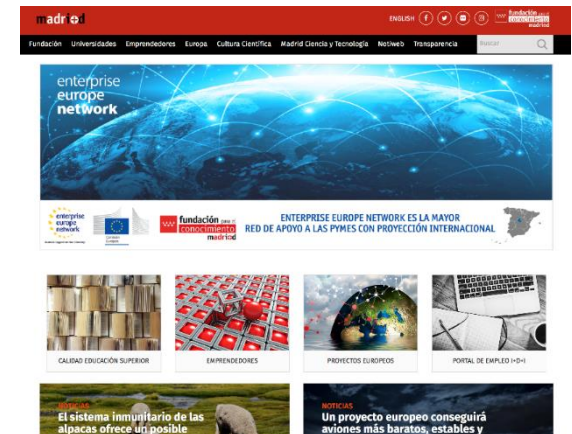 madri+d
ENGLISH
fundación para el
conocimiento
madrid
Fundación Universidades Emprendedores Europa Cultura Científica Madrid Ciencia y Tecnología Notiweb Transparencia Buscar
enterprise
europe
network
enterprise
europe
network
fundación para el
conocimiento
madri+d
ENTERPRISE EUROPE NETWORK ES LA MAYOR
RED DE APOYO A LAS PYMES CON PROYECCIÓN INTERNACIONAL
CALIDAD EDUCACIÓN SUPERIOR
EMPRENDEDORES
PROYECTOS EUROPEOS
PORTAL DE EMPLEO I+D+I
NOTICIAS
El sistema inmunitario de las
alpacas ofrece un posible
NOTICIAS
Un proyecto europeo conseguirá
aviones más baratos, estables y